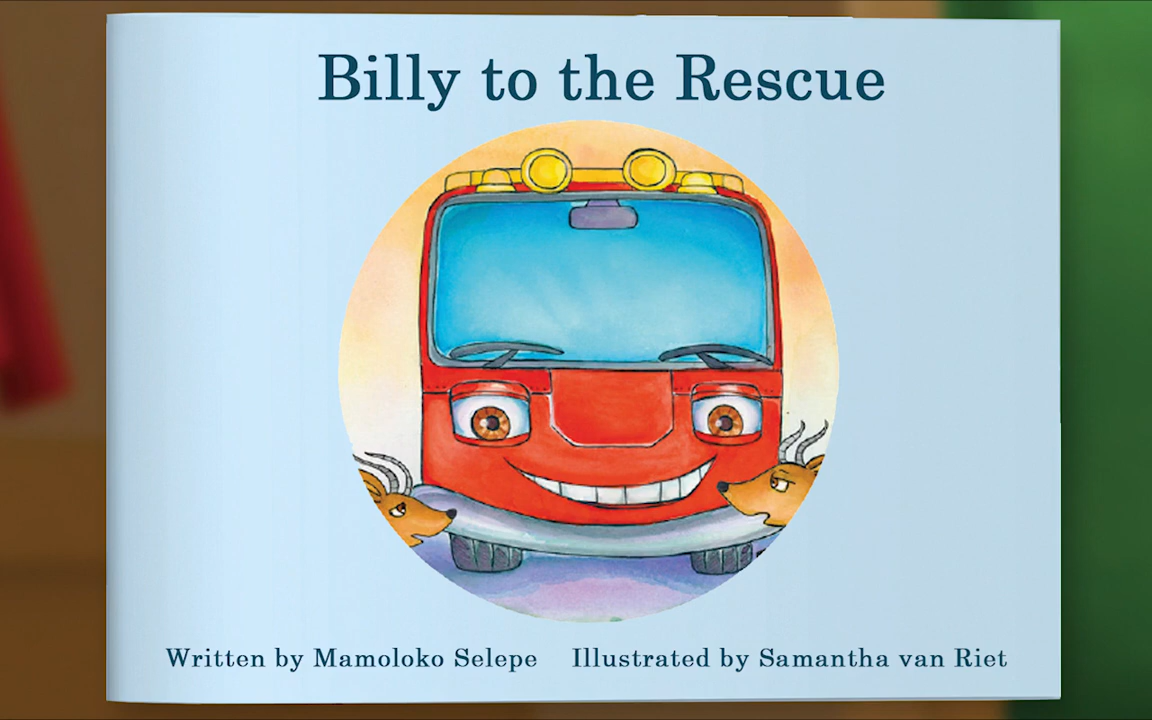 Billy to the Rescue
Written by Mamoloko Selepe Illustrated by Samantha van Riet